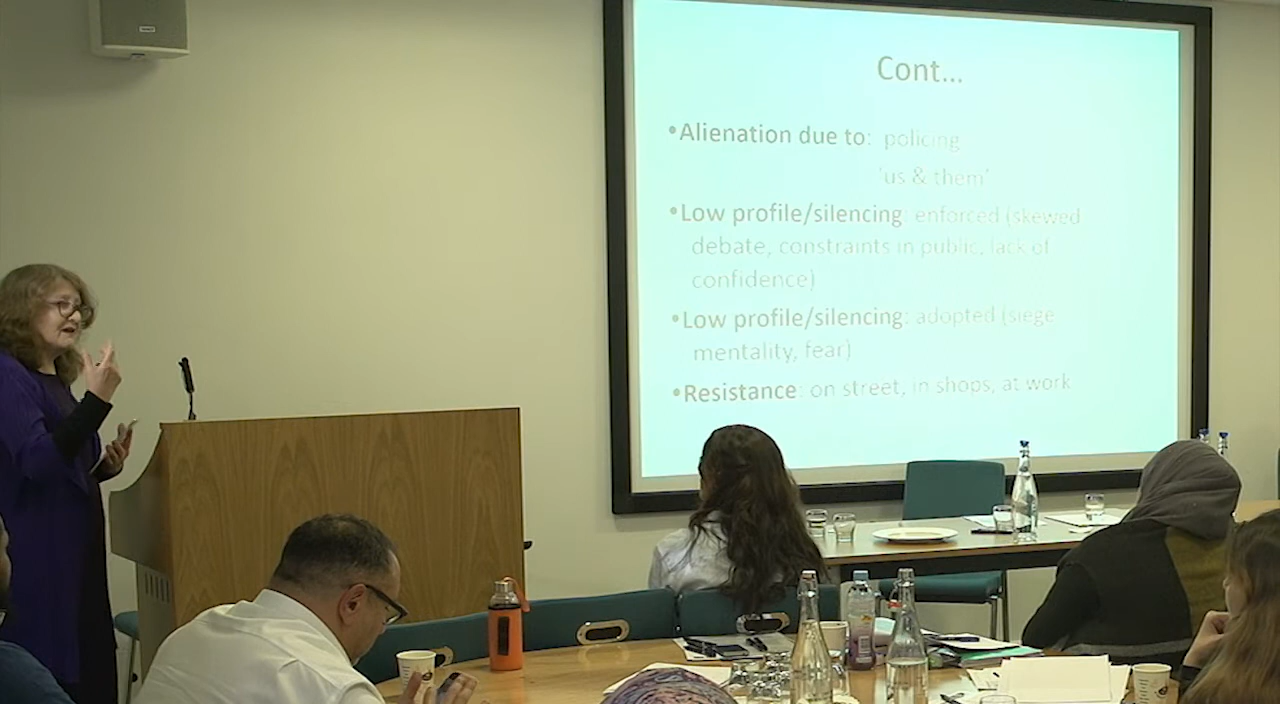 Cont...
•Alienation due to: policing
'us & them'
•Low profile/silencing: enforced (skewed
debate, constraints in public, lack of
confidence)
•Low profile/silencing: adopted (siege
mentality, fear)
•Resistance: on street, in shops, at work